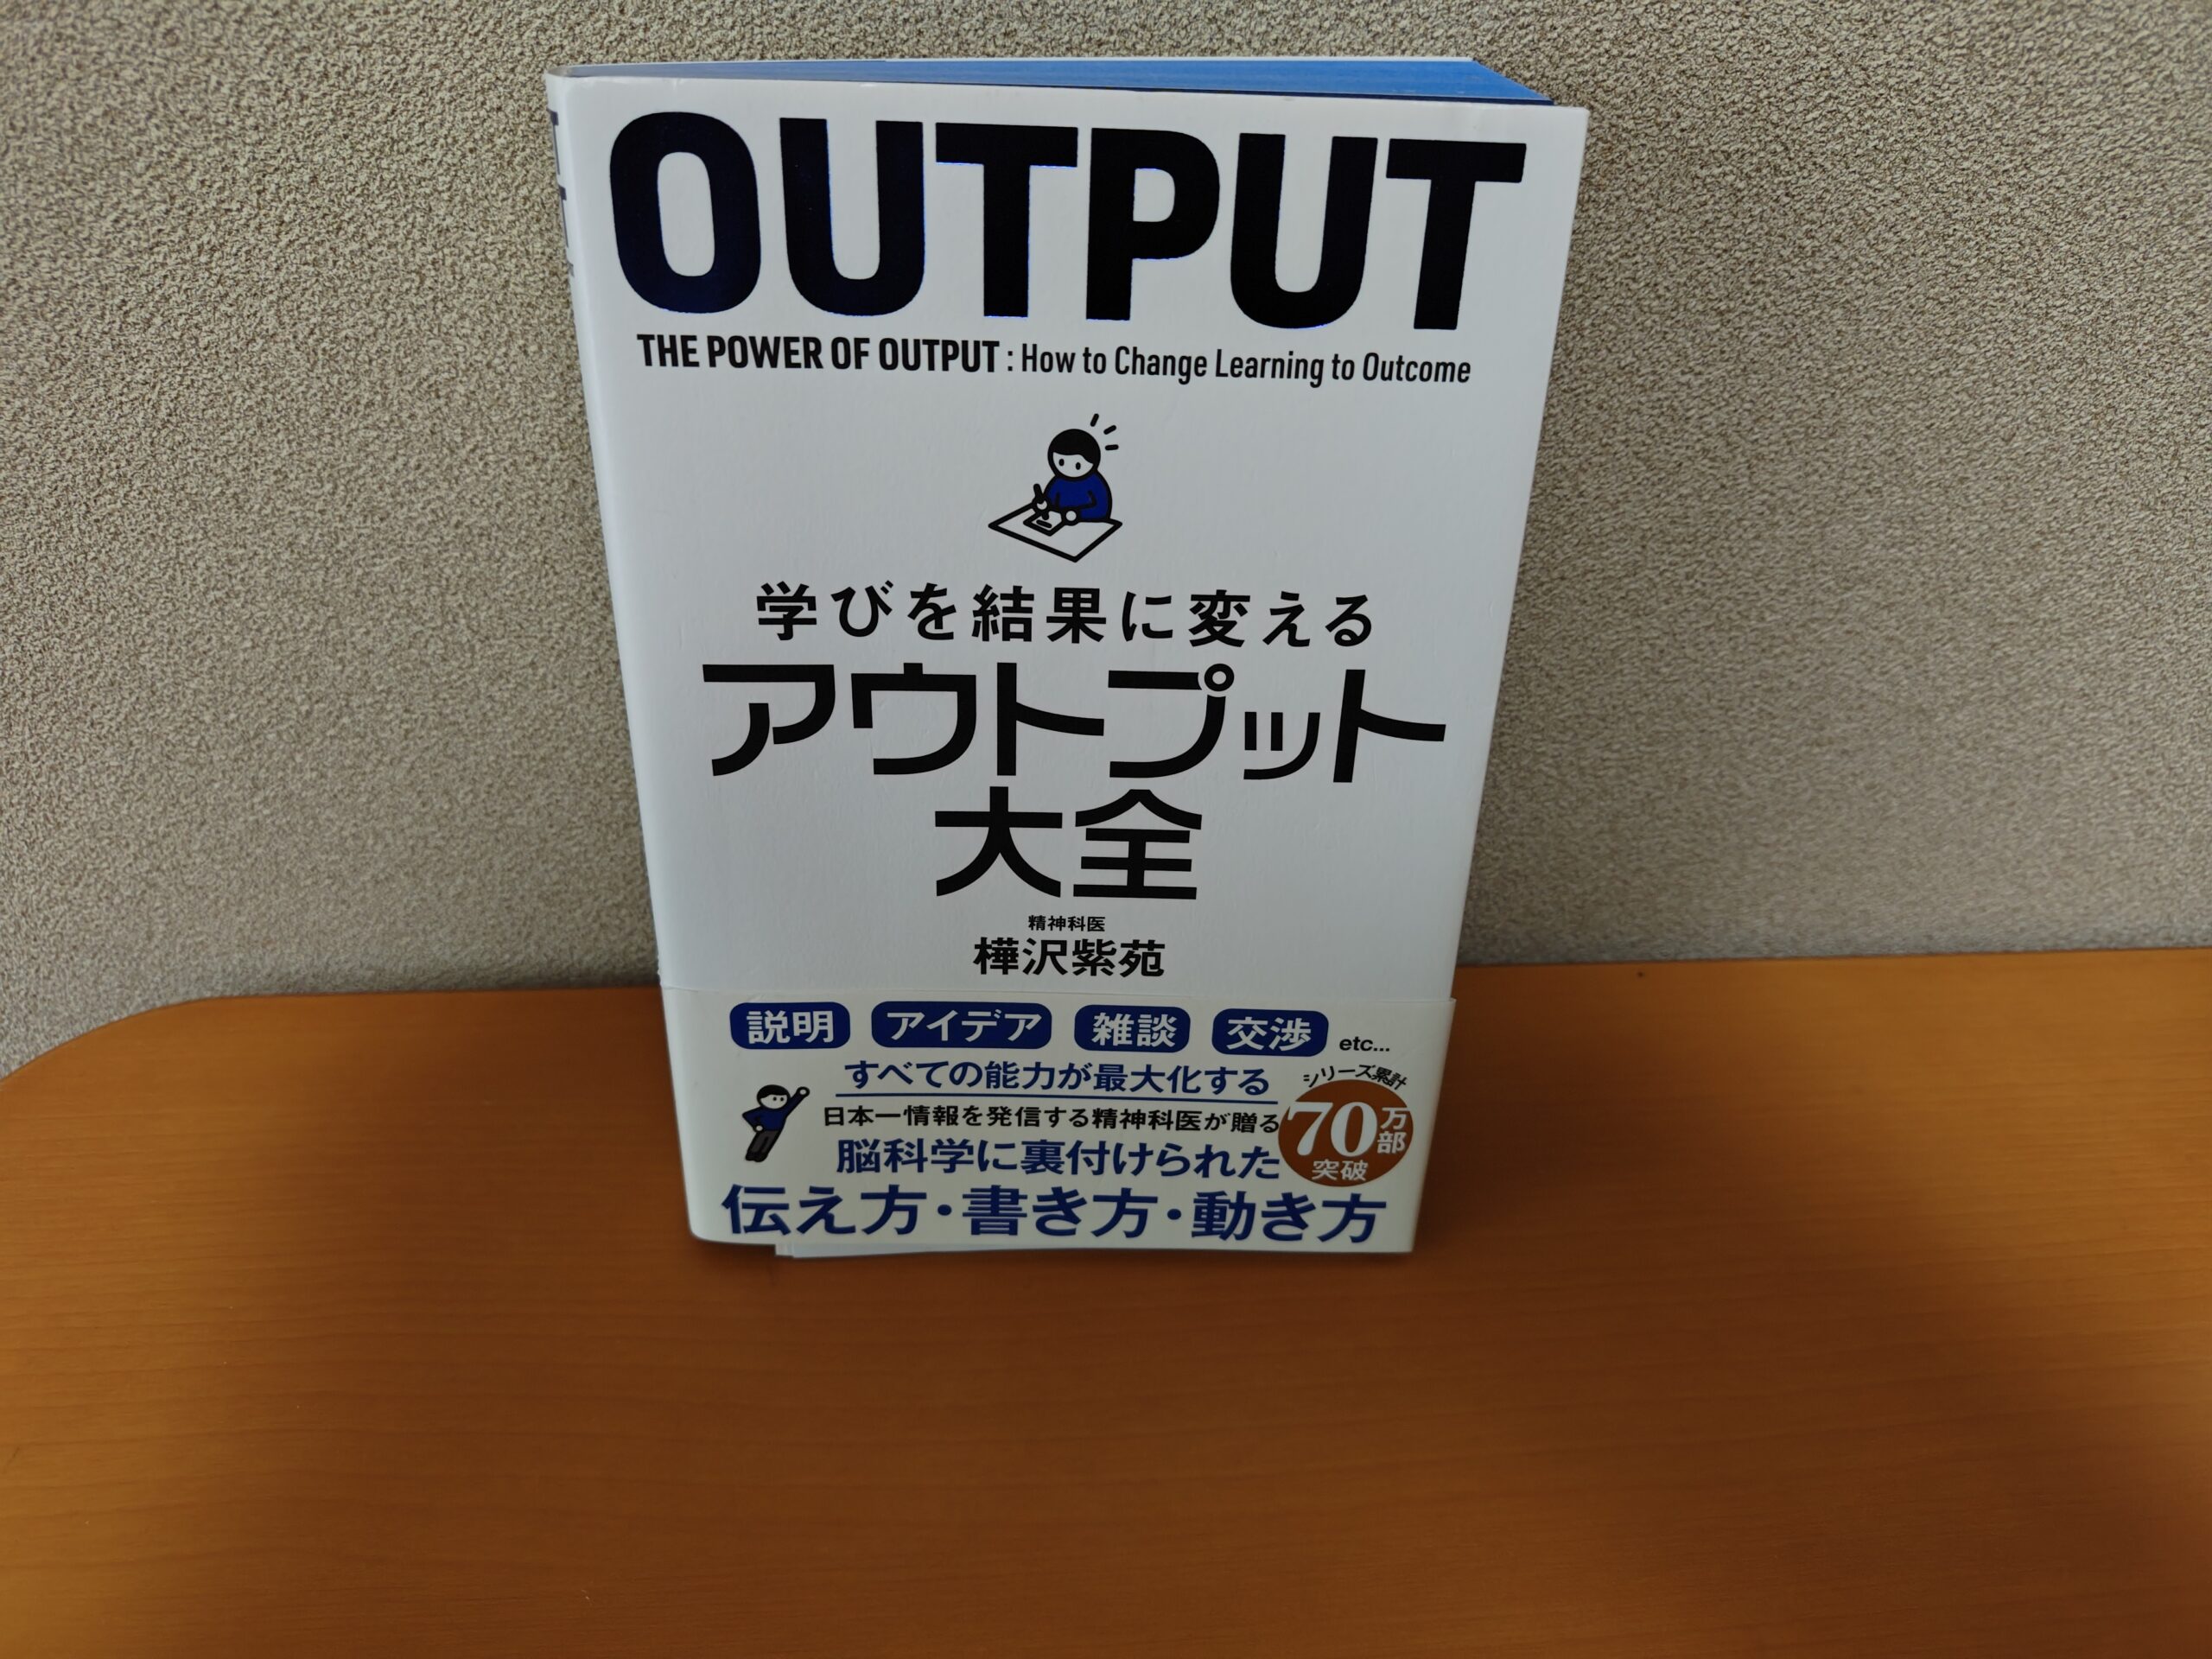 OUTPUT
THE POWER OF OUTPUT : How to Change Learning to Outcome
学びを結果に変える
アウトプット
大全
精神科医
樺沢紫苑
説明 アイデア 雑談 交渉 etc...
すべての能力が最大化する
日本一情報を発信する精神科医が贈る
脳科学に裏付けられた
伝え方・書き方・動き方
シリーズ累計
70万部
突破